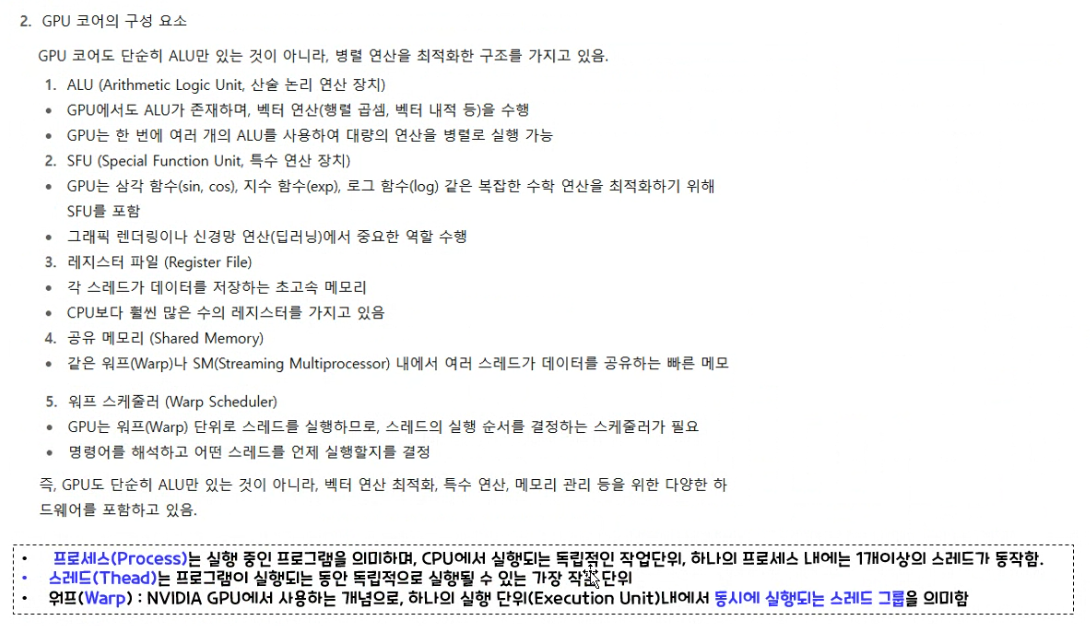 2. GPU 코어의 구성 요소
GPU 코어도 단순히 ALU만 있는 것이 아니라, 병렬 연산을 최적화한 구조를 가지고 있음.
1. ALU (Arithmetic Logic Unit, 산술 논리 연산 장치)
• GPU에서도 ALU가 존재하며, 벡터 연산(행렬 곱셈, 벡터 내적 등)을 수행
• GPU는 한 번에 여러 개의 ALU를 사용하여 대량의 연산을 병렬로 실행 가능
2. SFU (Special Function Unit, 특수 연산 장치)
• GPU는 삼각 함수(sin, cos), 지수 함수(exp), 로그 함수(log) 같은 복잡한 수학 연산을 최적화하기 위해
SFU를 포함
• 그래픽 렌더링이나 신경망 연산(딥러닝)에서 중요한 역할 수행
3. 레지스터 파일 (Register File)
• 각 스레드가 데이터를 저장하는 초고속 메모리
• CPU보다 훨씬 많은 수의 레지스터를 가지고 있음
4. 공유 메모리 (Shared Memory)
• 같은 워프(Warp)나 SM(Streaming Multiprocessor) 내에서 여러 스레드가 데이터를 공유하는 빠른 메모
5. 워프 스케줄러 (Warp Scheduler)
• GPU는 워프(Warp) 단위로 스레드를 실행하므로, 스레드의 실행 순서를 결정하는 스케줄러가 필요
• 명령어를 해석하고 어떤 스레드를 언제 실행할지를 결정
즉, GPU도 단순히 ALU만 있는 것이 아니라, 벡터 연산 최적화, 특수 연산, 메모리 관리 등을 위한 다양한 하
드웨어를 포함하고 있음.
• 프로세스(Process)는 실행 중인 프로그램을 의미하며, CPU에서 실행되는 독립적인 작업단위, 하나의 프로세스 내에는 1개이상의 스레드가 동작함.
• 스레드(Thead)는 프로그램이 실행되는 동안 독립적으로 실행될 수 있는 가장 작은 단위
• 워프(Warp) : NVIDIA GPU에서 사용하는 개념으로, 하나의 실행 단위(Execution Unit)내에서 동시에 실행되는 스레드 그룹을 의미함